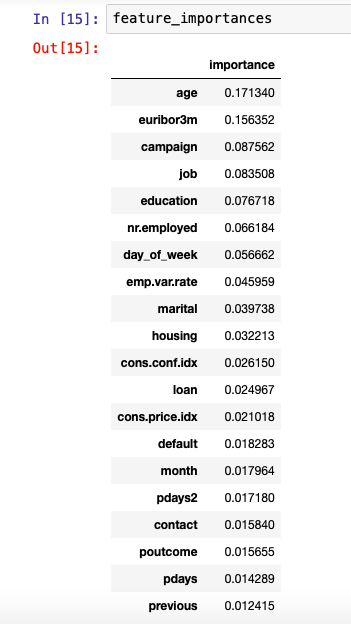 In [15]: feature_importances
Out[15]:
importance
age 0.171340
euribor3m 0.156352
campaign 0.087562
job 0.083508
education 0.076718
nr.employed 0.066184
day_of_week 0.056662
emp.var.rate 0.045959
marital 0.039738
housing 0.032213
cons.conf.idx 0.026150
loan 0.024967
cons.price.idx 0.021018
default 0.018283
month 0.017964
pdays2 0.017180
contact 0.015840
poutcome 0.015655
pdays 0.014289
previous 0.012415